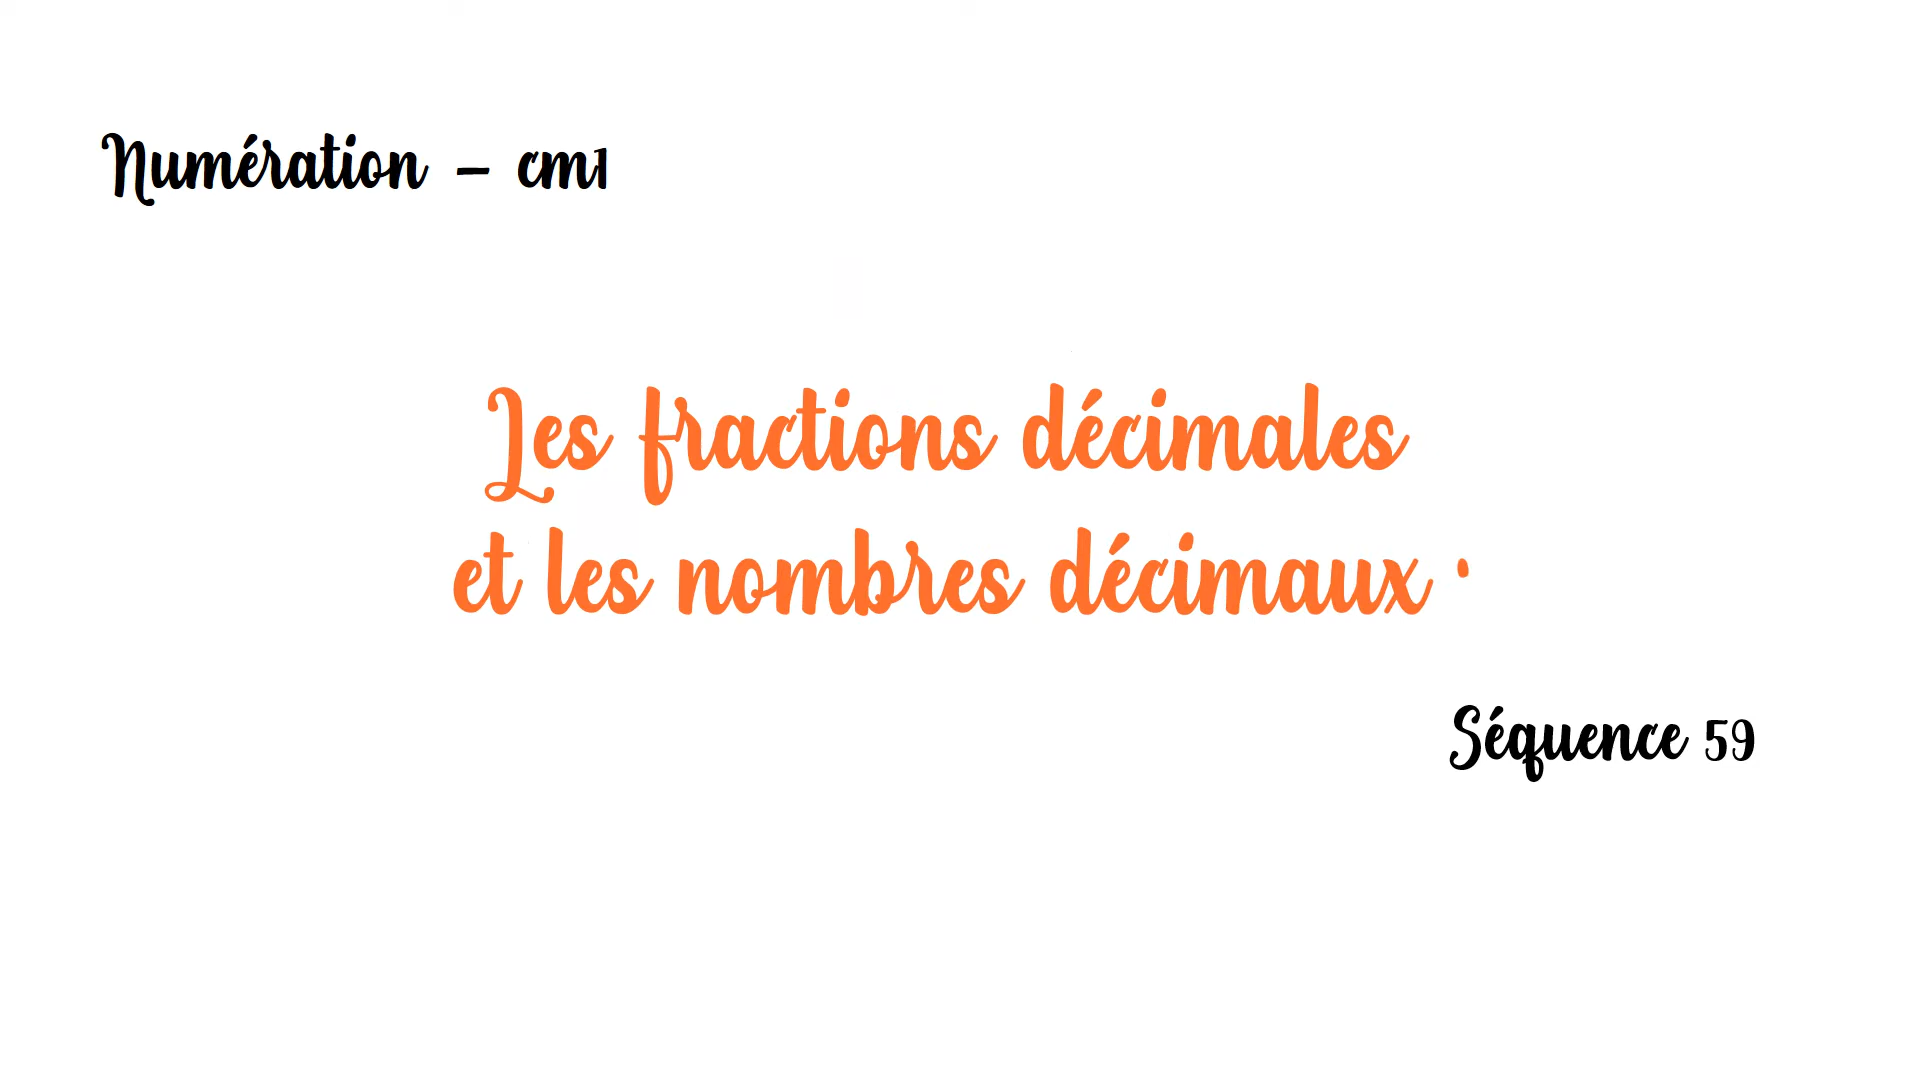 Numération - cm1
Les fractions décimales
et les nombres décimaux •
Séquence 59